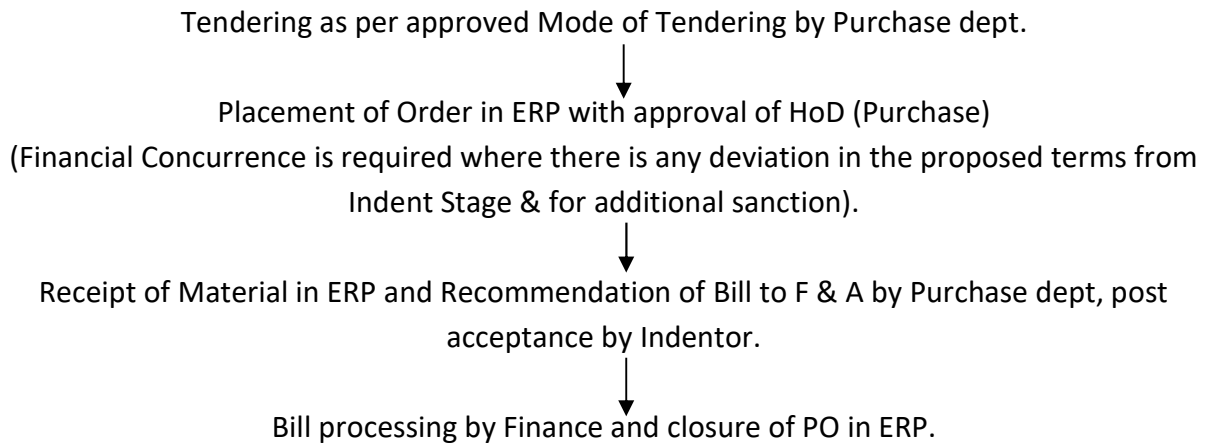 Tendering as per approved Mode of Tendering by Purchase dept.
Placement of Order in ERP with approval of HoD (Purchase)
(Financial Concurrence is required where there is any deviation in the proposed terms from
Indent Stage & for additional sanction).
Receipt of Material in ERP and Recommendation of Bill to F & A by Purchase dept, post
acceptance by Indentor.
Bill processing by Finance and closure of PO in ERP.